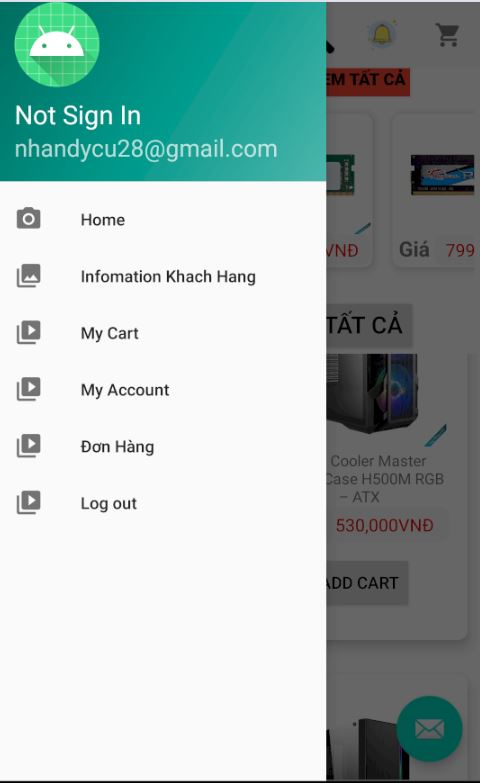 Not Sign In
nhandycu28@gmail.com
Home
Infomation Khach Hang
My Cart
My Account
Đơn Hàng
Log out
EM TẤT CẢ
VNĐ
Giá 799
TẤT CẢ
Cooler Master
Case H500M RGB
– ATX
530,000VNĐ
ADD CART